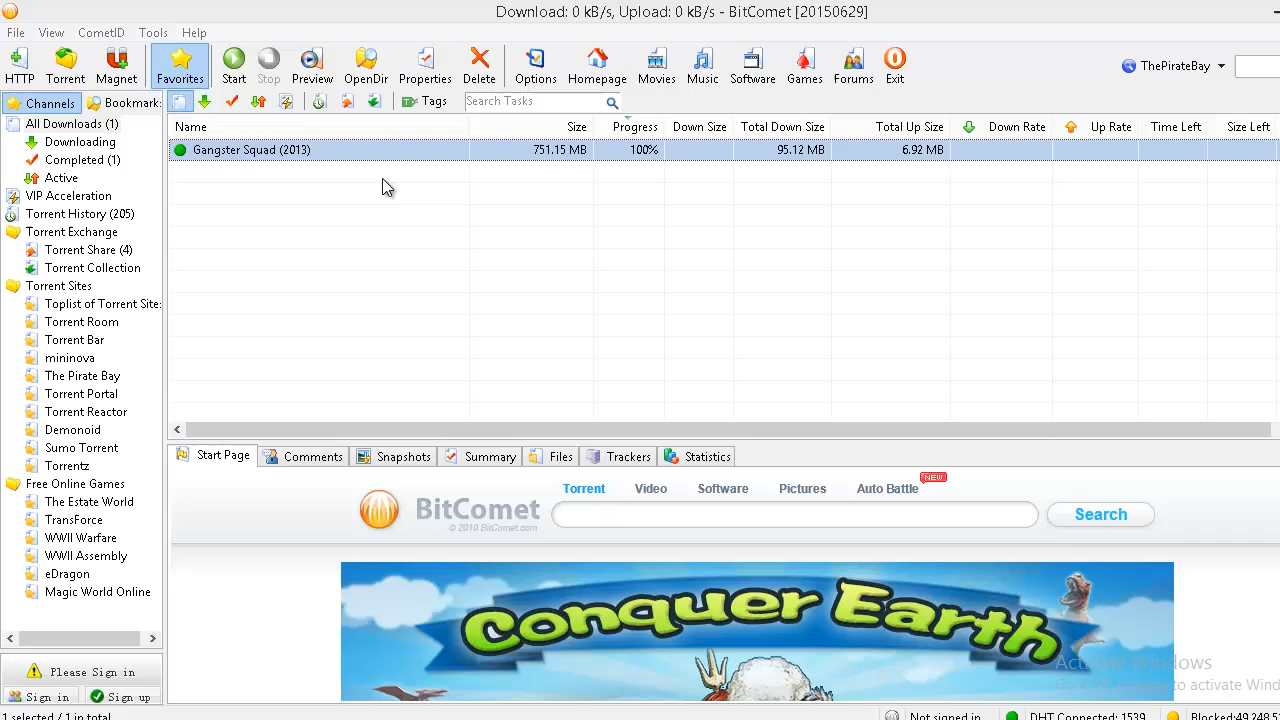 Download: 0 kB/s, Upload: 0 kB/s - BitComet [20150629]
File View CometID Tools Help
HTTP Torrent Magnet Favorites Start Stop Preview OpenDir Properties Delete Options Homepage Movies Music Software Games Forums Exit ThePirateBay
Channels Bookmark: Tags Search Tasks
Name Size Progress Down Size Total Down Size Total Up Size Down Rate Up Rate Time Left Size Left
Gangster Squad (2013) 751.15 MB 100% 95.12 MB 6.92 MB
All Downloads (1)
Downloading
Completed (1)
Active
VIP Acceleration
Torrent History (205)
Torrent Exchange
Torrent Share (4)
Torrent Collection
Torrent Sites
Toplist of Torrent Site:
Torrent Room
Torrent Bar
mininova
The Pirate Bay
Torrent Portal
Torrent Reactor
Demonoid
Sumo Torrent
Torrentz
Free Online Games
The Estate World
TransForce
WWII Warfare
WWII Assembly
eDragon
Magic World Online
Please Sign in
Sign in Sign up
Start Page Comments Snapshots Summary Files Trackers Statistics
Torrent Video Software Pictures Auto Battle NEW
BitComet
© 2010 BitComet.com
Search
Conquer Earth
Activate Windows
to activate Wind
1 selected / 1 in total Not signed in DHT Connected: 1539 Blocked: